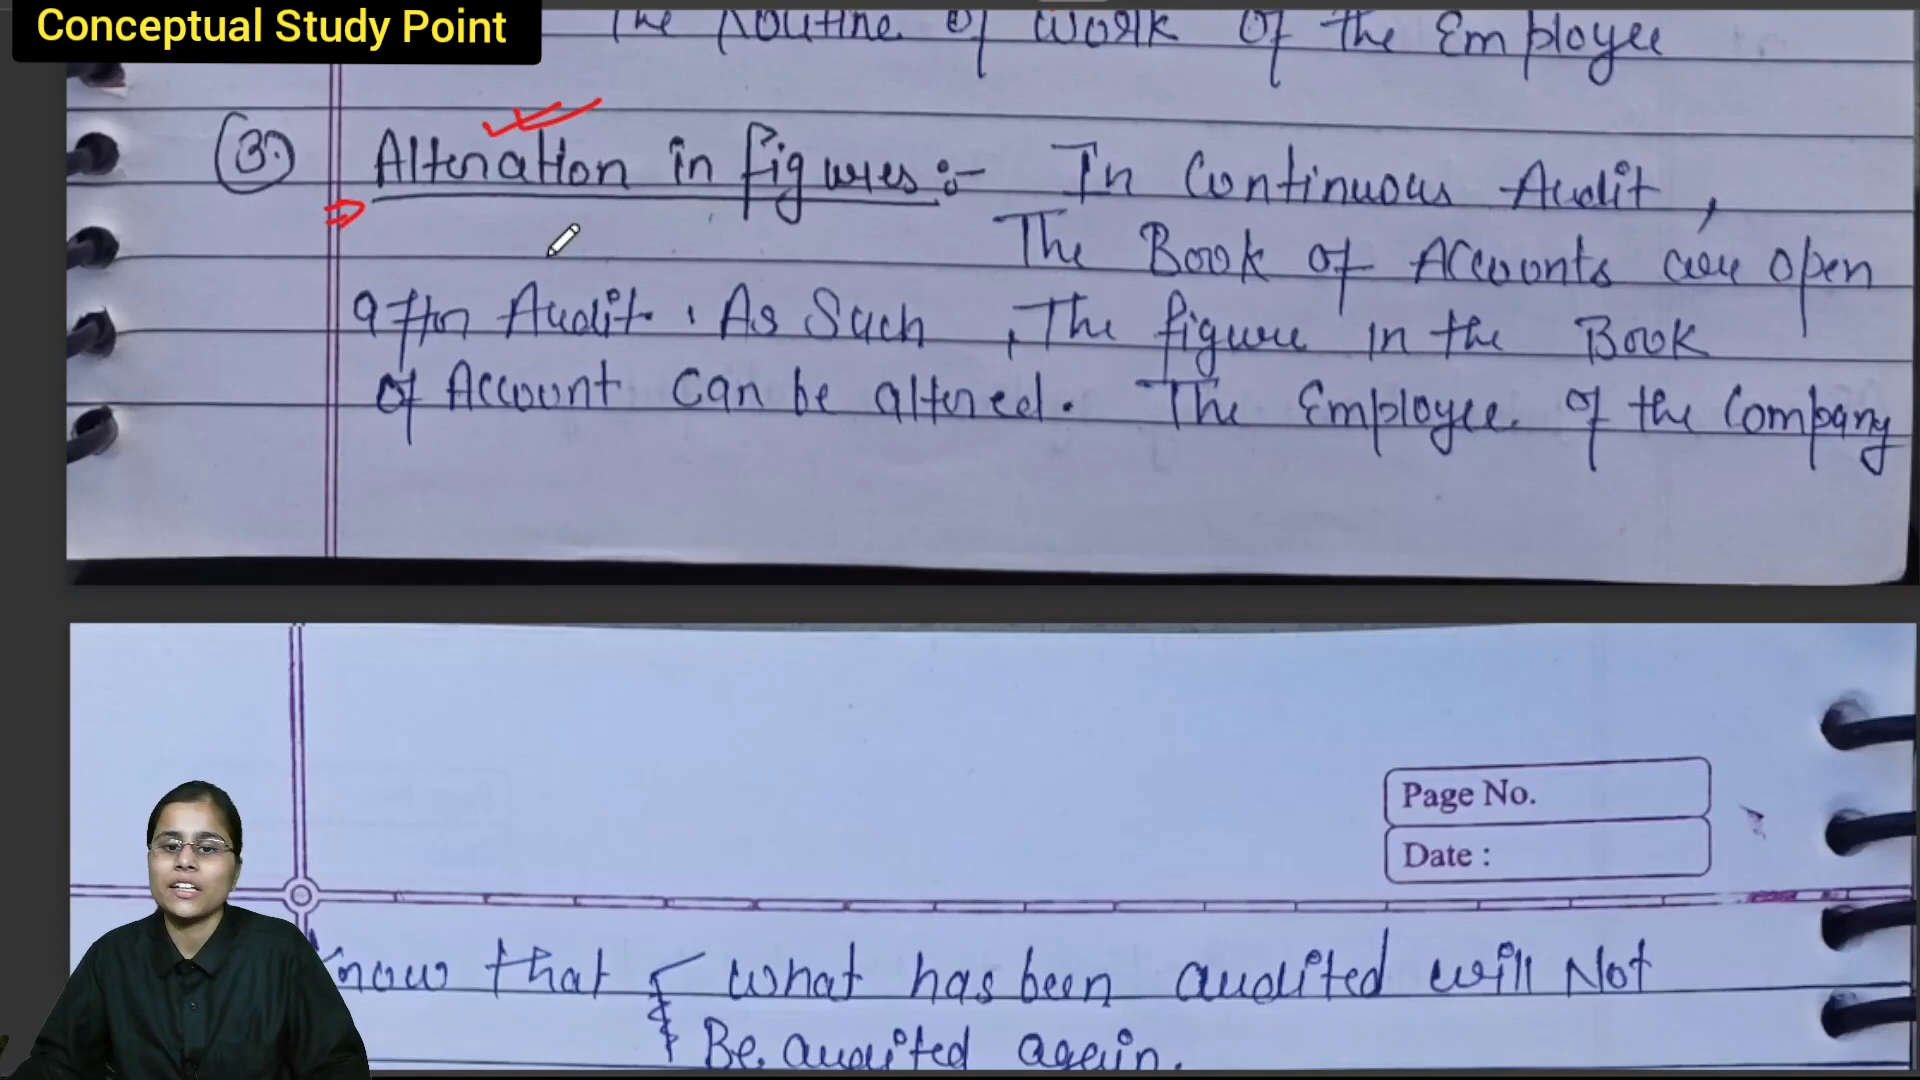 Conceptual Study Point
The Routine of work of the Employee
(3.) Alteration in figures :- In Continuous Audit,
The Book of Accounts are open
after Audit. As Such, The figure in the Book
of Account can be altered. The Employee of the Company
Page No.
Date :
know that what has been audited will Not
Be audited again.